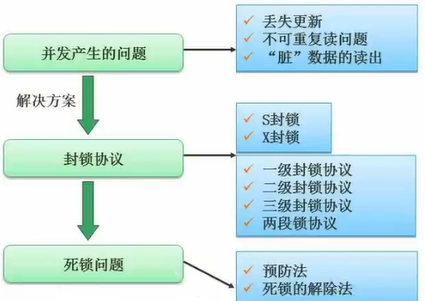 并发产生的问题
丢失更新
不可重复读问题
“脏”数据的读出
解决方案
封锁协议
S封锁
X封锁
一级封锁协议
二级封锁协议
三级封锁协议
两段锁协议
死锁问题
预防法
死锁的解除法